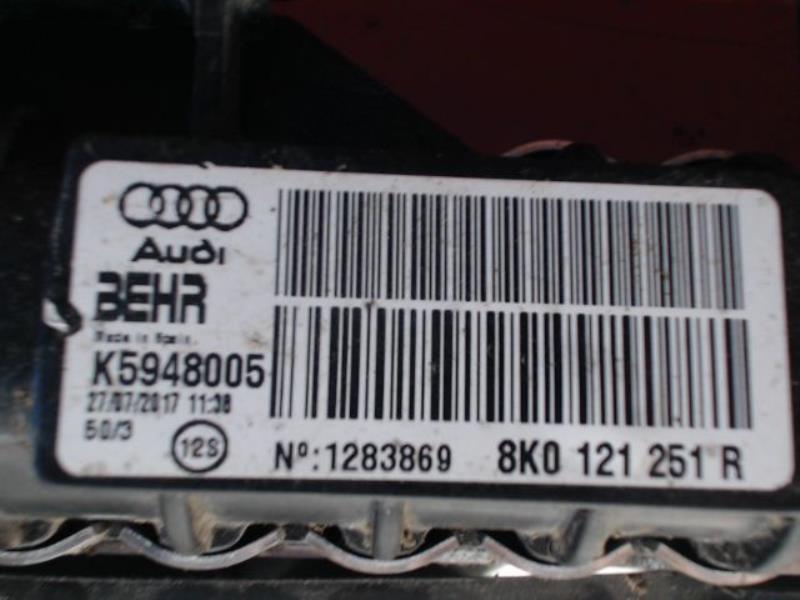 Audi
BEHR
Made in Spain
K5948005
27/07/2017 11:38
50/3
12S
Nº:1283869 8K0 121 251 R